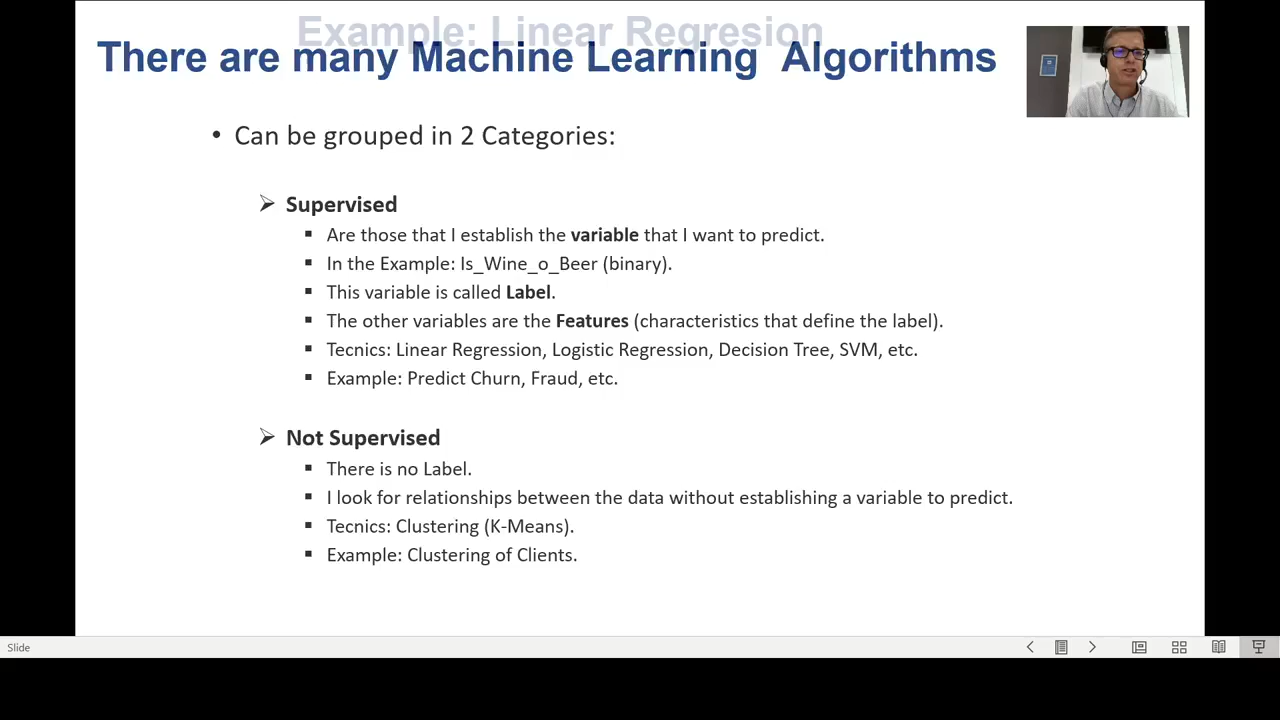 Example: Linear Regresion
There are many Machine Learning  Algorithms
• Can be grouped in 2 Categories:
➢ Supervised
▪ Are those that I establish the variable that I want to predict.
▪ In the Example: Is_Wine_o_Beer (binary).
▪ This variable is called Label.
▪ The other variables are the Features (characteristics that define the label).
▪ Tecnics: Linear Regression, Logistic Regression, Decision Tree, SVM, etc.
▪ Example: Predict Churn, Fraud, etc.
➢ Not Supervised
▪ There is no Label.
▪ I look for relationships between the data without establishing a variable to predict.
▪ Tecnics: Clustering (K-Means).
▪ Example: Clustering of Clients.
Slide